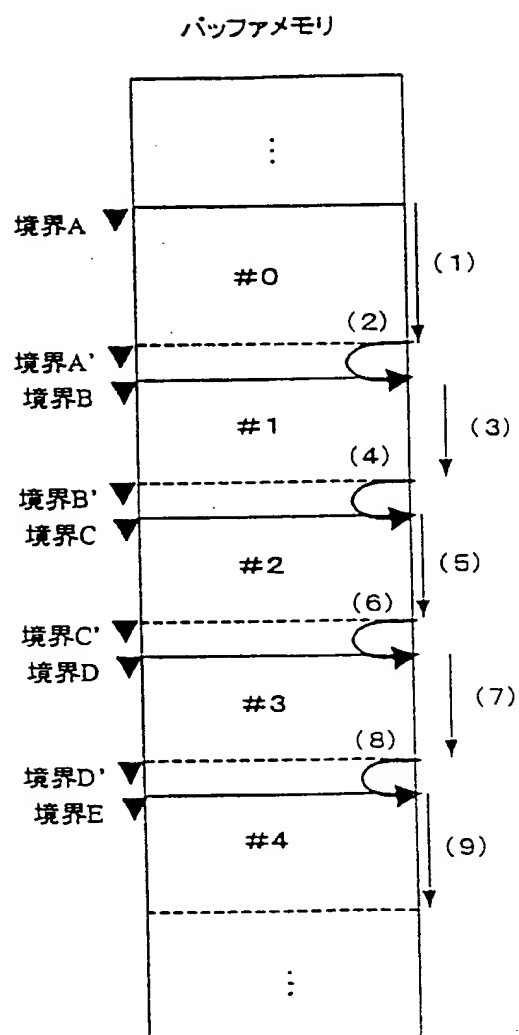 バッファメモリ
⋮
境界A
(1)
#0
(2)
境界A'
境界B
#1
(3)
(4)
境界B'
境界C
#2
(5)
(6)
境界C'
境界D
#3
(7)
(8)
境界D'
境界E
#4
(9)
⋮